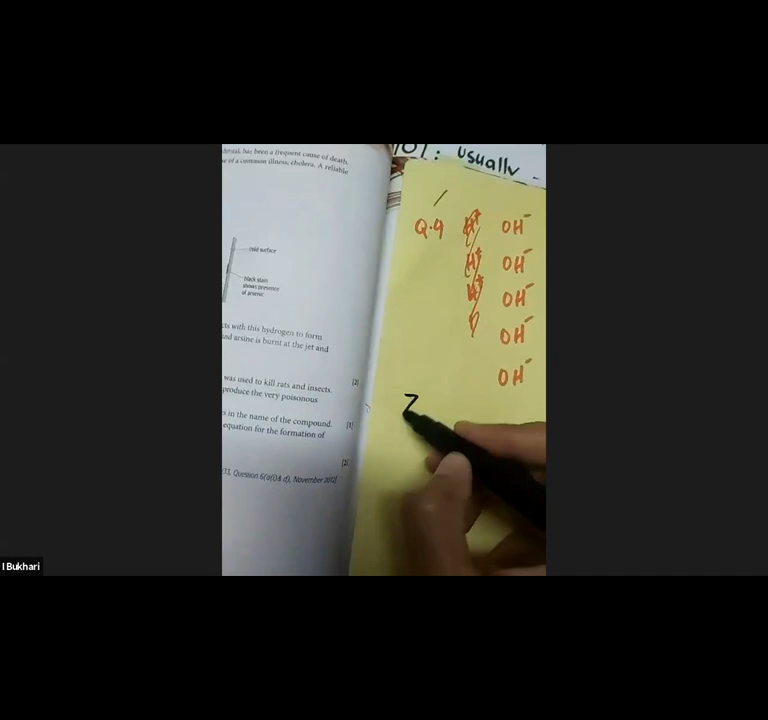 has been a frequent cause of death,
of a common illness, cholera. A reliable
cold surface
black stain
shows presence
of arsenic
with this hydrogen to form
and arsine is burnt at the jet and
was used to kill rats and insects. [2]
produce the very poisonous
in the name of the compound. [1]
equation for the formation of
[2]
Question 6(a(i)& d), November 2012]
: usually -
Q.9 H+ OH-
H+ OH-
H+ OH-
OH-
OH-
Z
I Bukhari